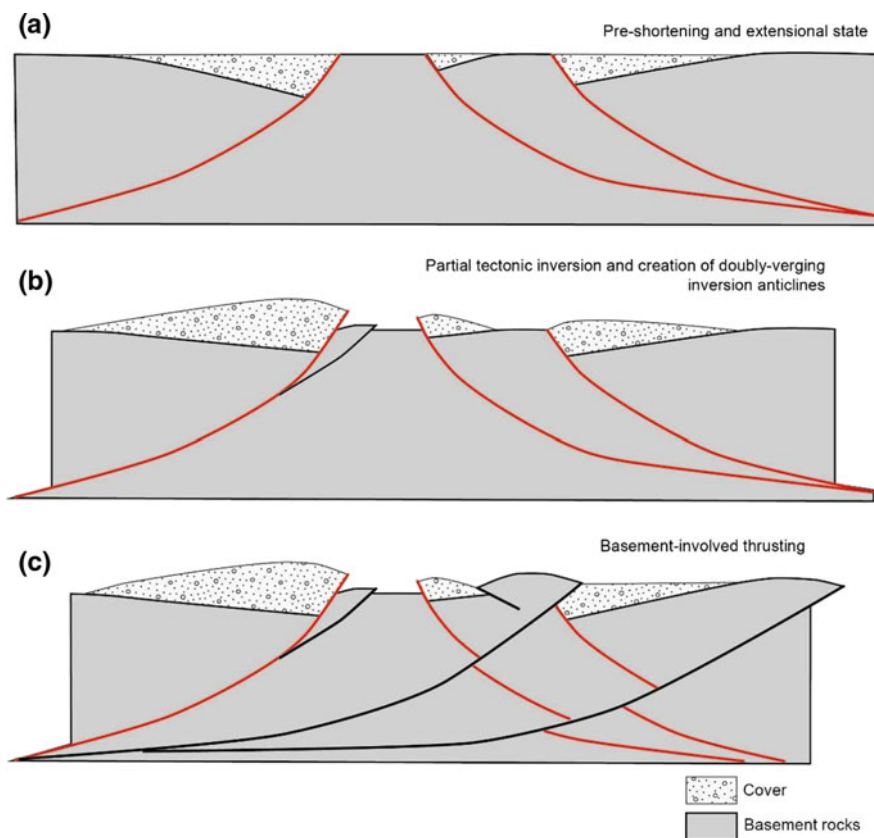 (a)
Pre-shortening and extensional state
(b)
Partial tectonic inversion and creation of doubly-verging
inversion anticlines
(c)
Basement-involved thrusting
Cover
Basement rocks